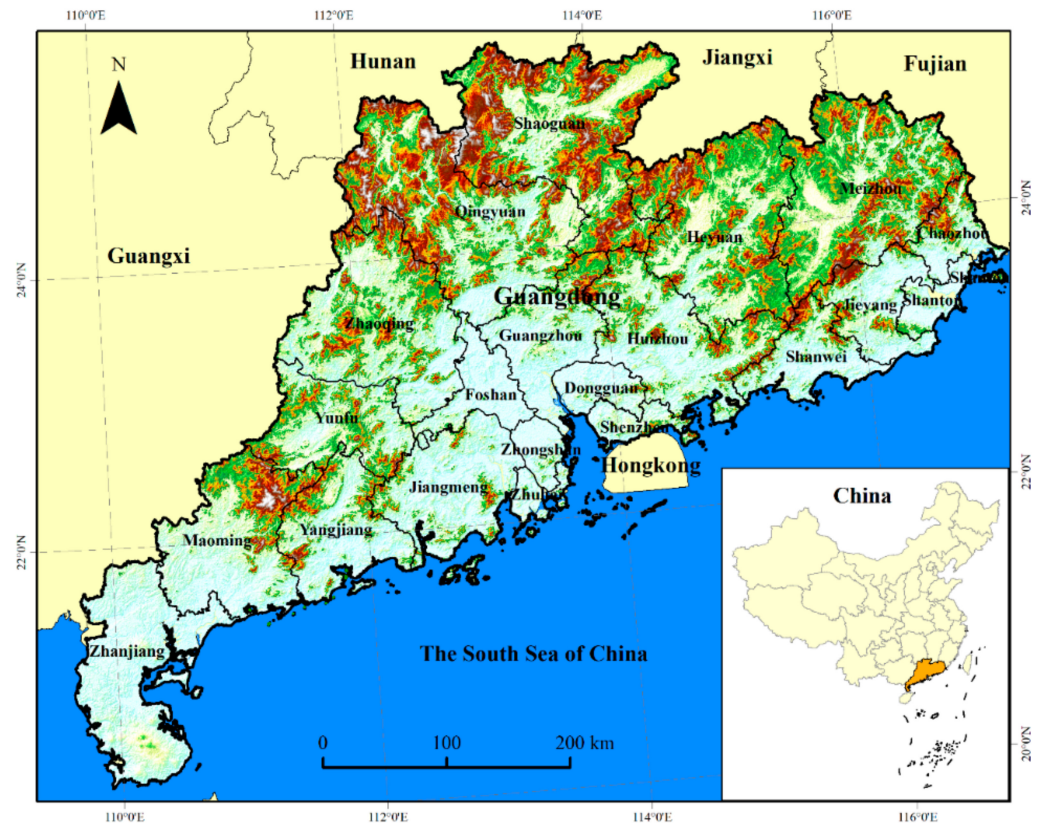 110°0'E
112°0'E
114°0'E
116°0'E
N
Hunan
Jiangxi
Fujian
Shaoguan
Meizhou
24°0'N
Qingyuan
Heyuan
Chaozhou
Guangxi
24°0'N
Guangdong
Jieyang
Zhaoqing
Guangzhou
Huizhou
Shanwei
Foshan
Dongguan
Yunfu
Shenzhen
Zhongshan
Hongkong
22°0'N
Jiangmeng
Zhuhai
China
Maoming
Yangjiang
22°0'N
Zhanjiang
The South Sea of China
0
100
200 km
20°0'N
110°0'E
112°0'E
114°0'E
116°0'E